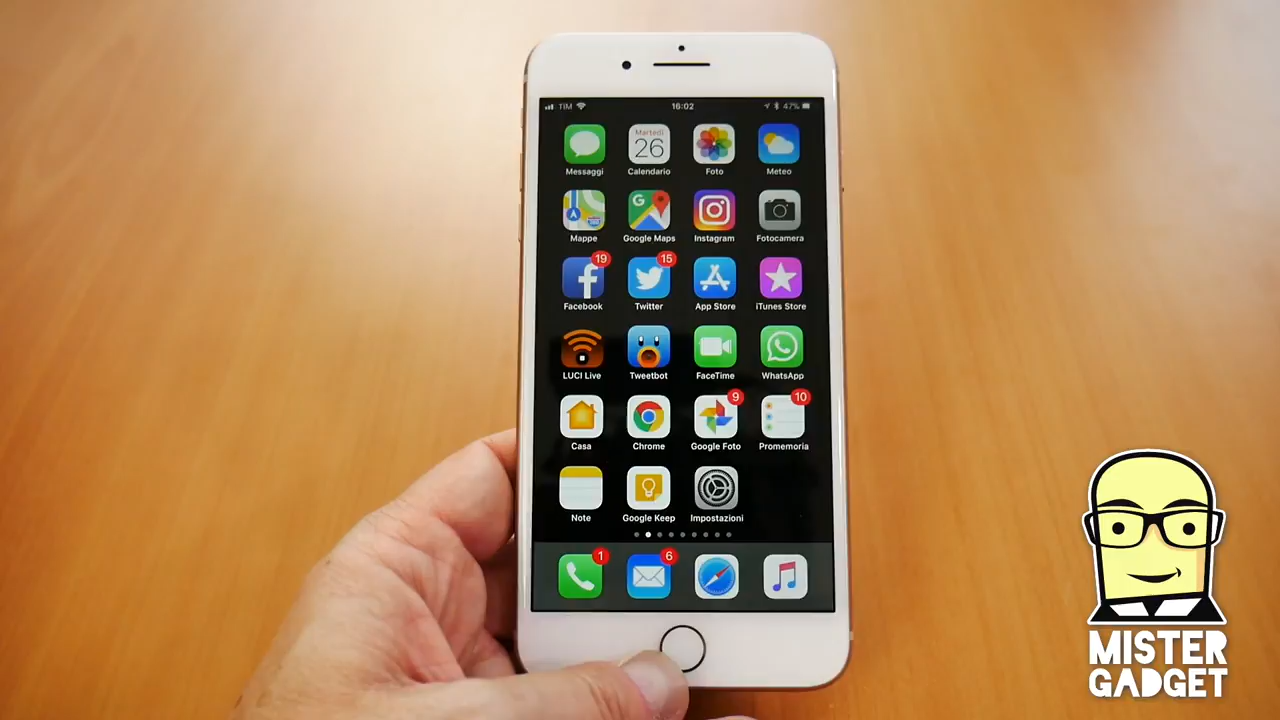 TIM 16:02 47%
Martedì
26
Messaggi Calendario Foto Meteo
G
Mappe Google Maps Instagram Fotocamera
19 15
Facebook Twitter App Store iTunes Store
LUCI Live Tweetbot FaceTime WhatsApp
9 10
Casa Chrome Google Foto Promemoria
Note Google Keep Impostazioni
1 6
MISTER
GADGET